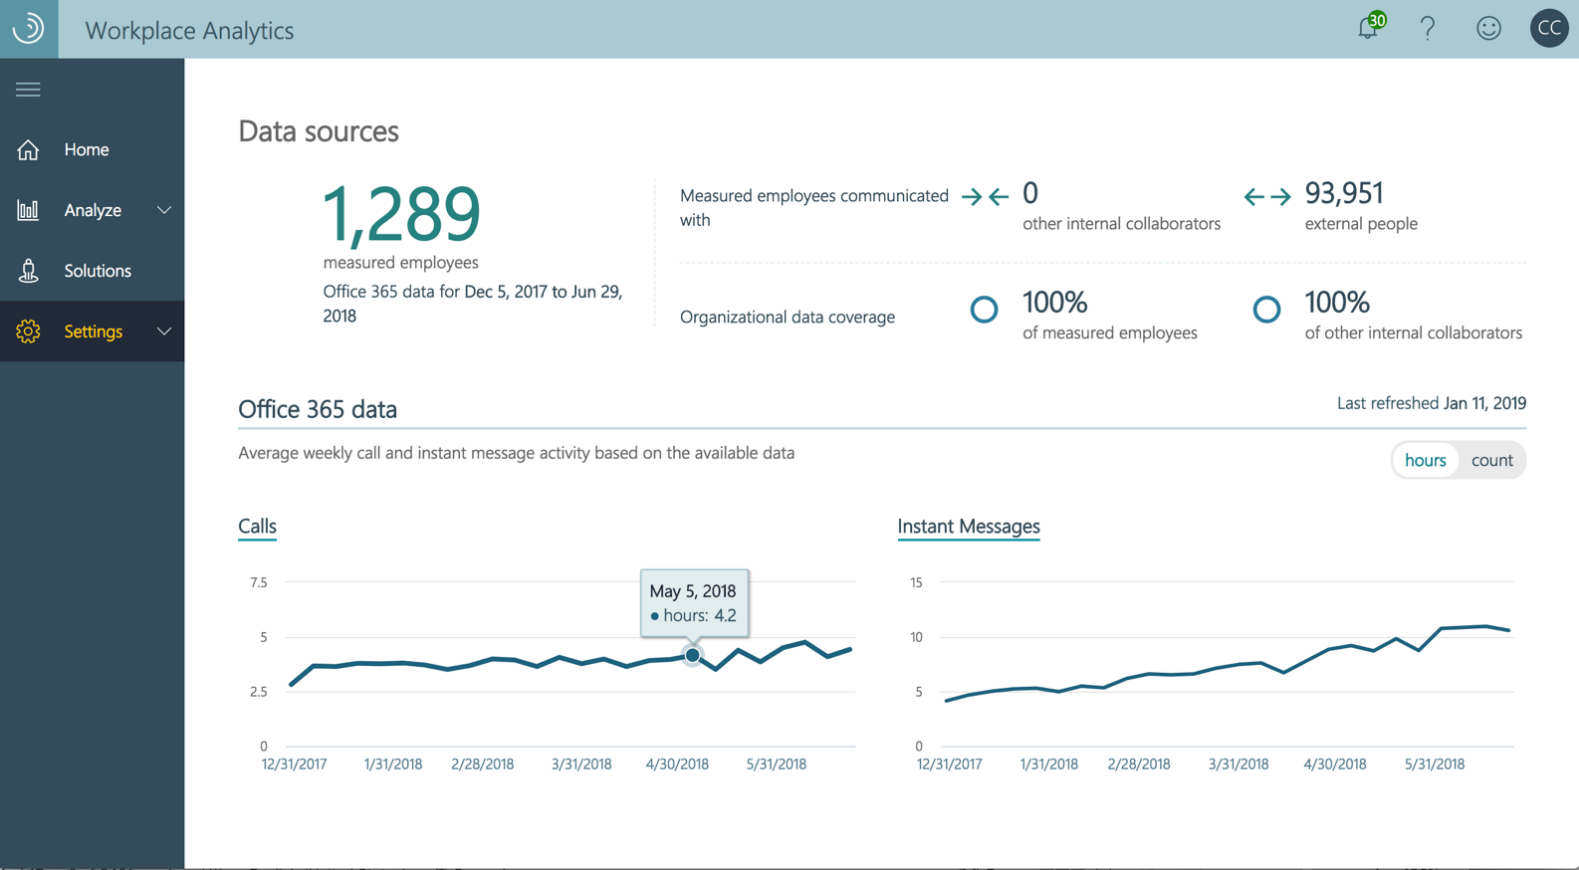 Workplace Analytics
30
?
CC
Home
Analyze
Solutions
Settings
Data sources
1,289
measured employees
Office 365 data for Dec 5, 2017 to Jun 29,
2018
Measured employees communicated
with
0
other internal collaborators
93,951
external people
Organizational data coverage
100%
of measured employees
100%
of other internal collaborators
Office 365 data
Last refreshed Jan 11, 2019
Average weekly call and instant message activity based on the available data
hours count
Calls
7.5
5
2.5
0
May 5, 2018
hours: 4.2
12/31/2017 1/31/2018 2/28/2018 3/31/2018 4/30/2018 5/31/2018
Instant Messages
15
10
5
0
12/31/2017 1/31/2018 2/28/2018 3/31/2018 4/30/2018 5/31/2018